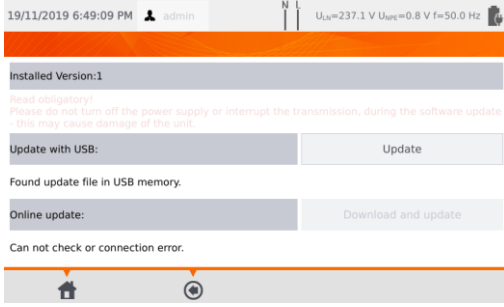 19/11/2019 6:49:09 PM admin N L ULN=237.1 V UNPE=0.8 V f=50.0 Hz
Installed Version:1
Read obligatory!
Please do not turn off the power supply or interrupt the transmission, during the software update
- this may cause damage of the unit.
Update with USB: Update
Found update file in USB memory.
Online update: Download and update
Can not check or connection error.